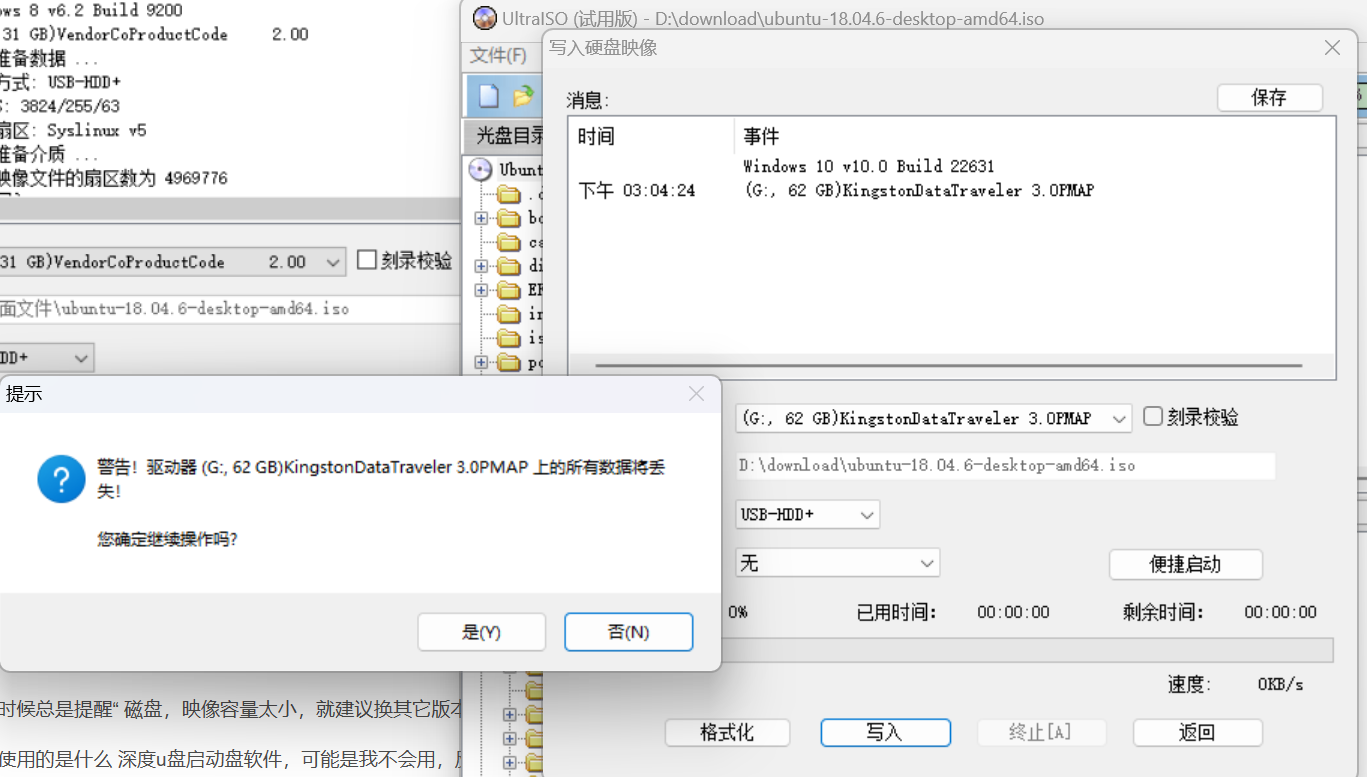 ws 8 v6.2 Build 9200
31 GB)VendorCoProductCode 2.00
准备数据 ...
方式: USB-HDD+
: 3824/255/63
扇区: Syslinux v5
准备介质 ...
映像文件的扇区数为 4969776
31 GB)VendorCoProductCode 2.00
刻录校验
面文件\ubuntu-18.04.6-desktop-amd64.iso
DD+
UltraISO (试用版) - D:\download\ubuntu-18.04.6-desktop-amd64.iso
文件(F)
光盘目录
Ubunt
bo
ca
di
EF
in
is
po
写入硬盘映像
消息:
保存
时间 事件
Windows 10 v10.0 Build 22631
下午 03:04:24 (G:, 62 GB)KingstonDataTraveler 3.0PMAP
(G:, 62 GB)KingstonDataTraveler 3.0PMAP
刻录校验
D:\download\ubuntu-18.04.6-desktop-amd64.iso
USB-HDD+
无
便捷启动
0% 已用时间: 00:00:00 剩余时间: 00:00:00
速度: 0KB/s
格式化 写入 终止[A] 返回
提示
警告! 驱动器 (G:, 62 GB)KingstonDataTraveler 3.0PMAP 上的所有数据将丢
失!
您确定继续操作吗?
是(Y) 否(N)
时候总是提醒“ 磁盘，映像容量太小，就建议换其它版本
使用的是什么 深度u盘启动盘软件，可能是我不会用，